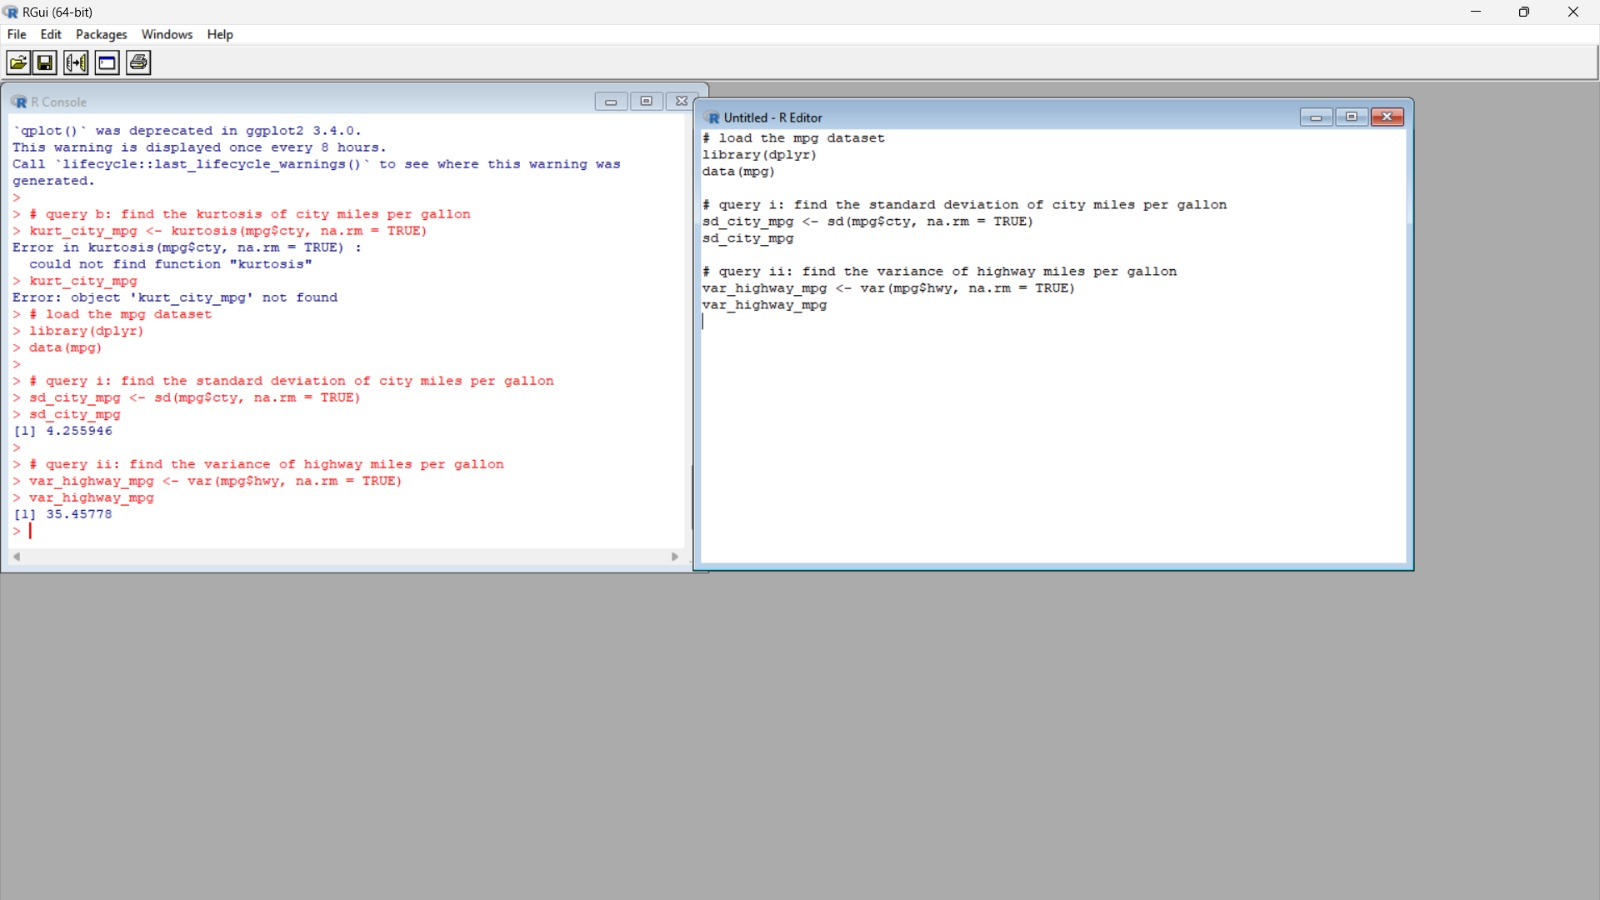 RGui (64-bit)
File Edit Packages Windows Help
R Console
`qplot()` was deprecated in ggplot2 3.4.0.
This warning is displayed once every 8 hours.
Call `lifecycle::last_lifecycle_warnings()` to see where this warning was
generated.
>
> # query b: find the kurtosis of city miles per gallon
> kurt_city_mpg <- kurtosis(mpg$cty, na.rm = TRUE)
Error in kurtosis(mpg$cty, na.rm = TRUE) :
  could not find function "kurtosis"
> kurt_city_mpg
Error: object 'kurt_city_mpg' not found
> # load the mpg dataset
> library(dplyr)
> data(mpg)
>
> # query i: find the standard deviation of city miles per gallon
> sd_city_mpg <- sd(mpg$cty, na.rm = TRUE)
> sd_city_mpg
[1] 4.255946
>
> # query ii: find the variance of highway miles per gallon
> var_highway_mpg <- var(mpg$hwy, na.rm = TRUE)
> var_highway_mpg
[1] 35.45778
>
Untitled - R Editor
# load the mpg dataset
library(dplyr)
data(mpg)
# query i: find the standard deviation of city miles per gallon
sd_city_mpg <- sd(mpg$cty, na.rm = TRUE)
sd_city_mpg
# query ii: find the variance of highway miles per gallon
var_highway_mpg <- var(mpg$hwy, na.rm = TRUE)
var_highway_mpg